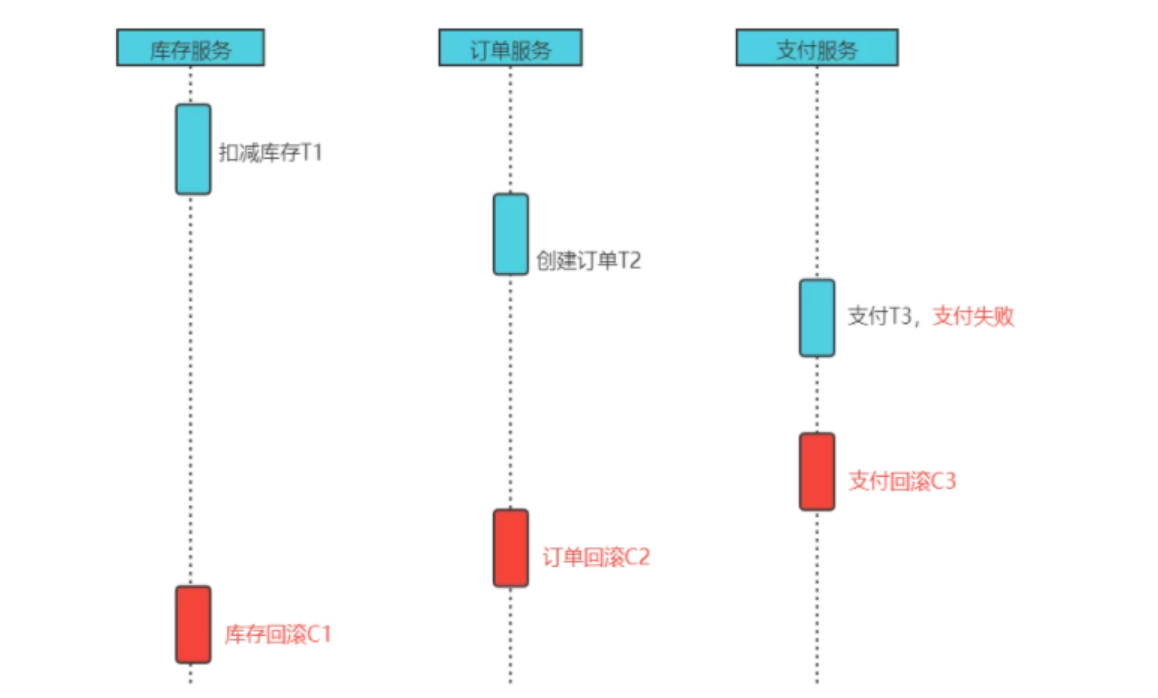 库存服务
订单服务
支付服务
扣减库存T1
创建订单T2
支付T3，支付失败
支付回滚C3
订单回滚C2
库存回滚C1